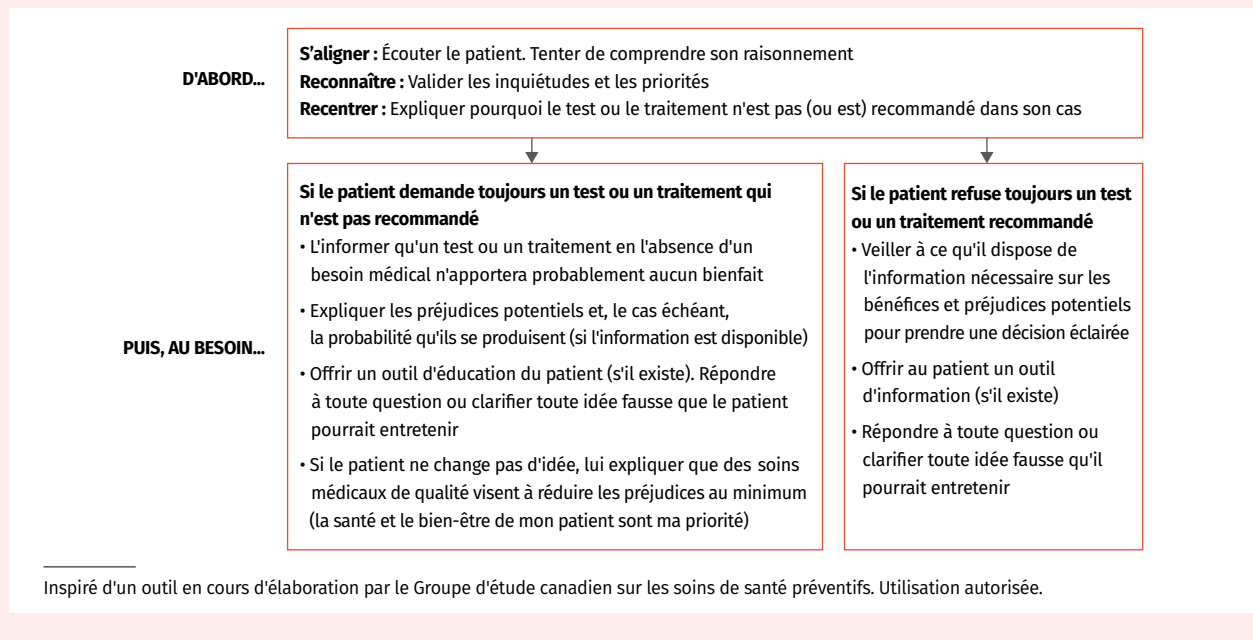 D'ABORD...
S’aligner : Écouter le patient. Tenter de comprendre son raisonnement
Reconnaître : Valider les inquiétudes et les priorités
Recentrer : Expliquer pourquoi le test ou le traitement n'est pas (ou est) recommandé dans son cas
PUIS, AU BESOIN...
Si le patient demande toujours un test ou un traitement qui
n'est pas recommandé
• L'informer qu'un test ou un traitement en l'absence d'un
besoin médical n'apportera probablement aucun bienfait
• Expliquer les préjudices potentiels et, le cas échéant,
la probabilité qu'ils se produisent (si l'information est disponible)
• Offrir un outil d'éducation du patient (s'il existe). Répondre
à toute question ou clarifier toute idée fausse que le patient
pourrait entretenir
• Si le patient ne change pas d'idée, lui expliquer que des soins
médicaux de qualité visent à réduire les préjudices au minimum
(la santé et le bien-être de mon patient sont ma priorité)
Si le patient refuse toujours un test
ou un traitement recommandé
• Veiller à ce qu'il dispose de
l'information nécessaire sur les
bénéfices et préjudices potentiels
pour prendre une décision éclairée
• Offrir au patient un outil
d'information (s'il existe)
• Répondre à toute question ou
clarifier toute idée fausse qu'il
pourrait entretenir
Inspiré d'un outil en cours d'élaboration par le Groupe d'étude canadien sur les soins de santé préventifs. Utilisation autorisée.